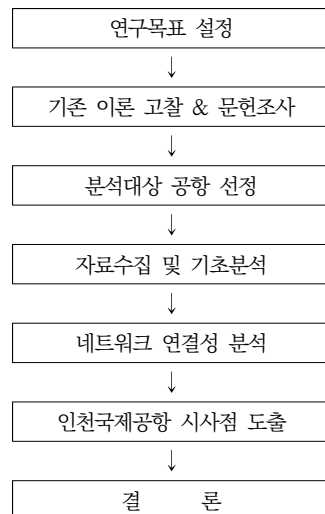 연구목표 설정
↓
기존 이론 고찰 & 문헌조사
↓
분석대상 공항 선정
↓
자료수집 및 기초분석
↓
네트워크 연결성 분석
↓
인천국제공항 시사점 도출
↓
결 론